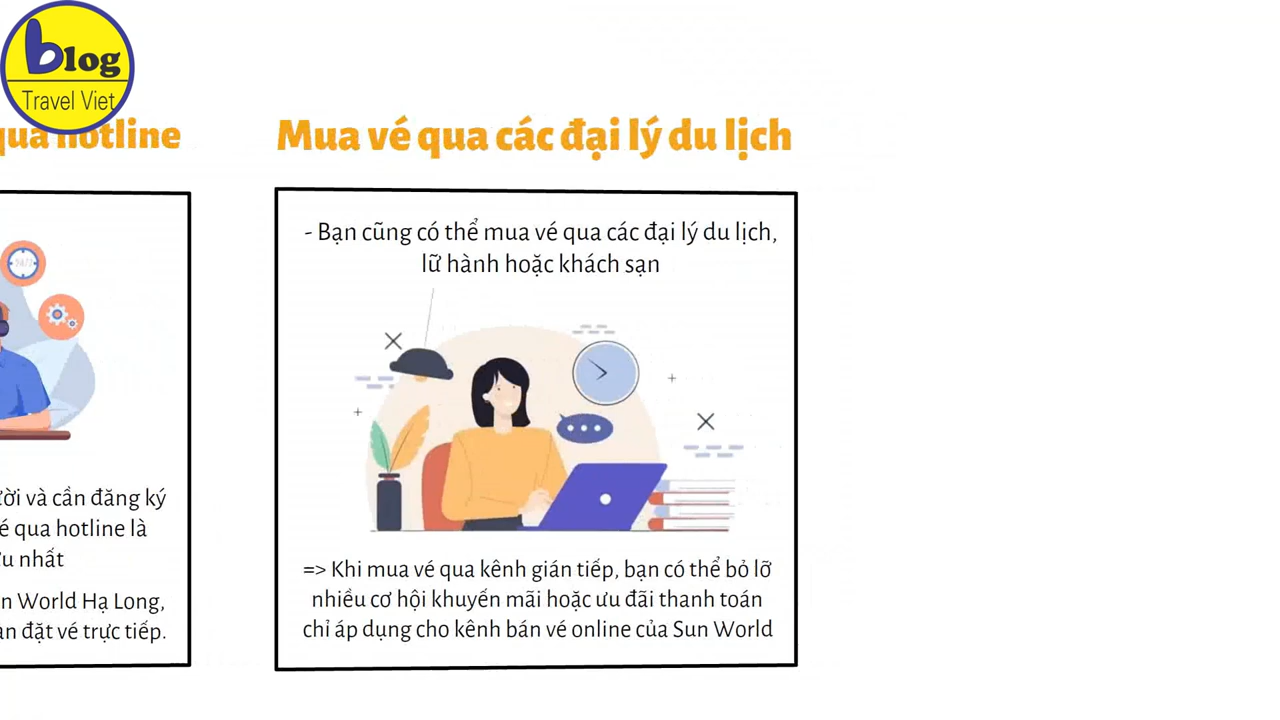 blog
Travel Viet
qua hotline
Mua vé qua các đại lý du lịch
- Bạn cũng có thể mua vé qua các đại lý du lịch,
lữ hành hoặc khách sạn
24/7
và cần đăng ký
qua hotline là
nhất
World Hạ Long,
đặt vé trực tiếp.
=> Khi mua vé qua kênh gián tiếp, bạn có thể bỏ lỡ
nhiều cơ hội khuyến mãi hoặc ưu đãi thanh toán
chỉ áp dụng cho kênh bán vé online của Sun World